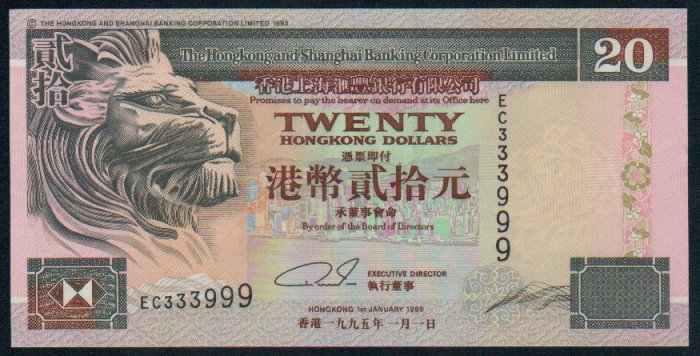 © THE HONGKONG AND SHANGHAI BANKING CORPORATION LIMITED 1993
貳拾
The Hongkong and Shanghai Banking Corporation Limited
20
香港上海滙豐銀行有限公司
Promises to pay the bearer on demand at its Office here
TWENTY
HONGKONG DOLLARS
憑票即付
港幣貳拾元
承董事會命
By order of the Board of Directors
EC333999
EXECUTIVE DIRECTOR
執行董事
EC333999
HONGKONG 1st JANUARY 1995
香港一九九五年一月一日